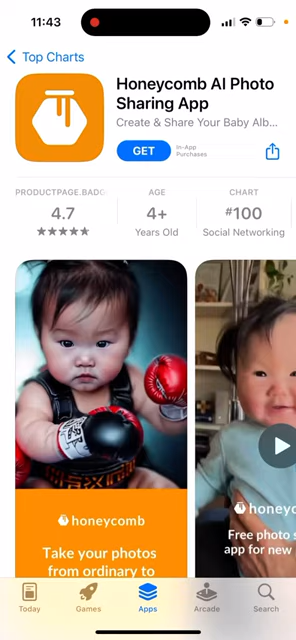 11:43
Top Charts
Honeycomb AI Photo
Sharing App
Create & Share Your Baby Alb...
GET
In-App
Purchases
PRODUCTPAGE.BADG
AGE
CHART
4.7
4+
#100
Years Old
Social Networking
honeycomb
Take your photos
from ordinary to
honeyco
Free photo s
app for new
Today
Games
Apps
Arcade
Search